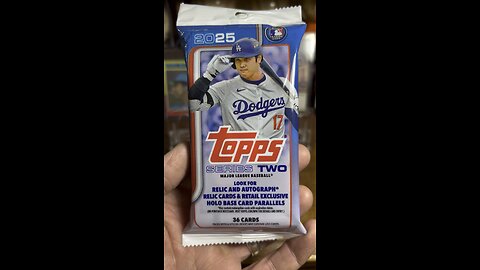 2025
Dodgers
17
TOPPS
SERIES TWO
MAJOR LEAGUE BASEBALL®
LOOK FOR
RELIC AND AUTOGRAPH*
RELIC CARDS & RETAIL EXCLUSIVE
HOLO BASE CARD PARALLELS
36 CARDS